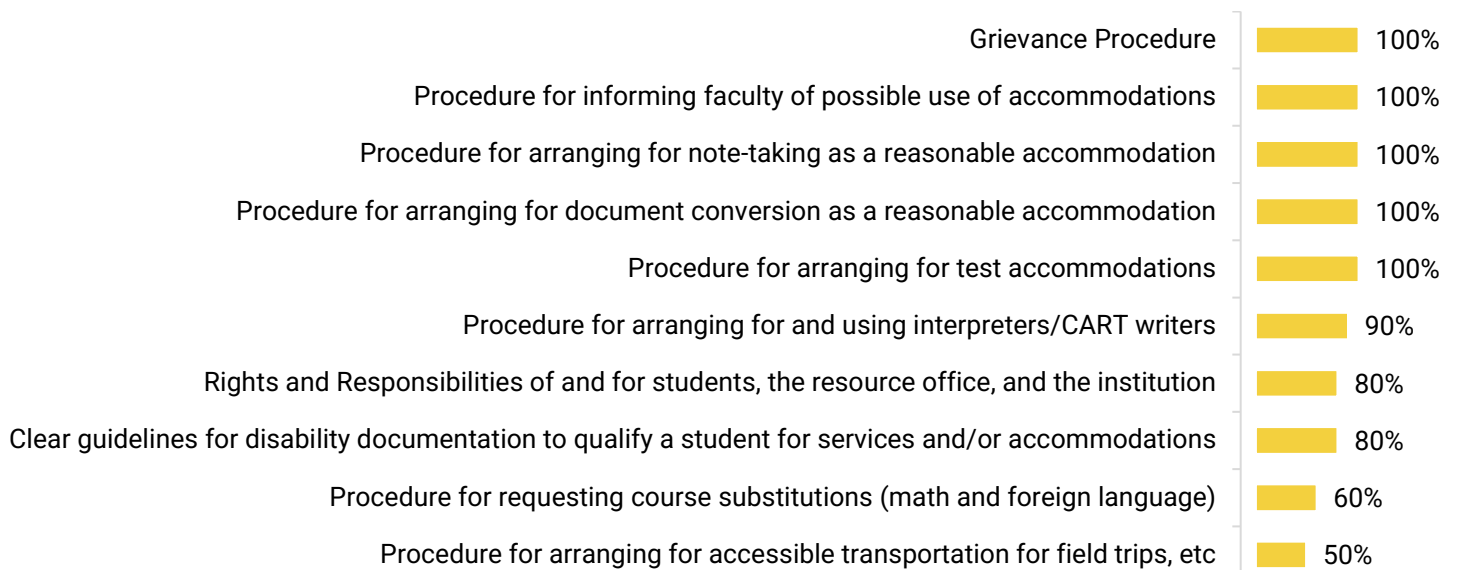 Grievance Procedure 100%
Procedure for informing faculty of possible use of accommodations 100%
Procedure for arranging for note-taking as a reasonable accommodation 100%
Procedure for arranging for document conversion as a reasonable accommodation 100%
Procedure for arranging for test accommodations 100%
Procedure for arranging for and using interpreters/CART writers 90%
Rights and Responsibilities of and for students, the resource office, and the institution 80%
Clear guidelines for disability documentation to qualify a student for services and/or accommodations 80%
Procedure for requesting course substitutions (math and foreign language) 60%
Procedure for arranging for accessible transportation for field trips, etc 50%